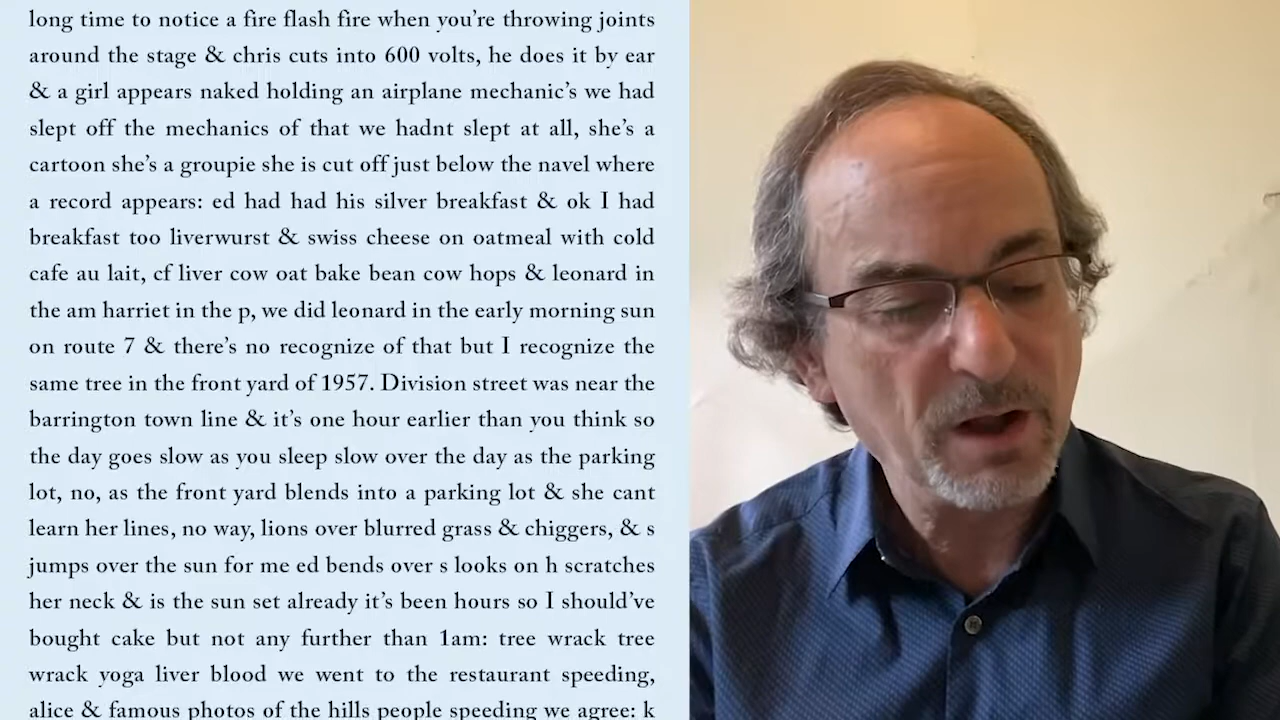 long time to notice a fire flash fire when you’re throwing joints
around the stage & chris cuts into 600 volts, he does it by ear
& a girl appears naked holding an airplane mechanic’s we had
slept off the mechanics of that we hadnt slept at all, she’s a
cartoon she’s a groupie she is cut off just below the navel where
a record appears: ed had had his silver breakfast & ok I had
breakfast too liverwurst & swiss cheese on oatmeal with cold
cafe au lait, cf liver cow oat bake bean cow hops & leonard in
the am harriet in the p, we did leonard in the early morning sun
on route 7 & there’s no recognize of that but I recognize the
same tree in the front yard of 1957. Division street was near the
barrington town line & it’s one hour earlier than you think so
the day goes slow as you sleep slow over the day as the parking
lot, no, as the front yard blends into a parking lot & she cant
learn her lines, no way, lions over blurred grass & chiggers, & s
jumps over the sun for me ed bends over s looks on h scratches
her neck & is the sun set already it’s been hours so I should’ve
bought cake but not any further than 1am: tree wrack tree
wrack yoga liver blood we went to the restaurant speeding,
alice & famous photos of the hills people speeding we agree: k